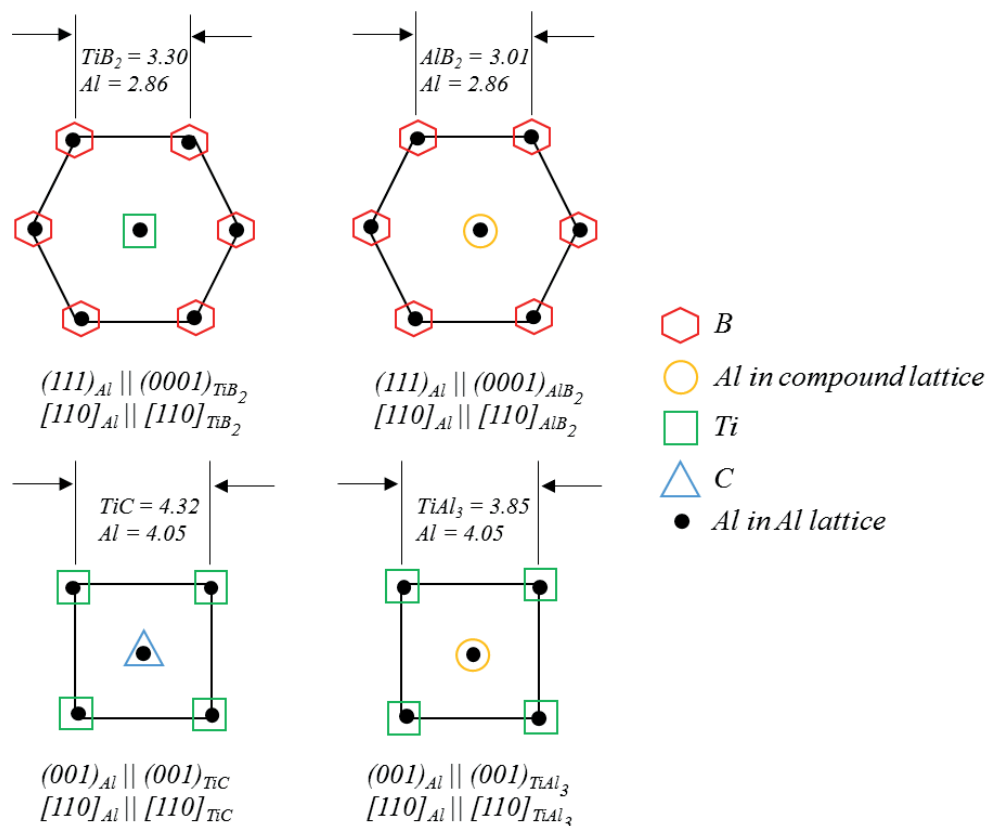 TiB₂ = 3.30
Al = 2.86
AlB₂ = 3.01
Al = 2.86
(111)Al || (0001)TiB₂
[110]Al || [110]TiB₂
(111)Al || (0001)AlB₂
[110]Al || [110]AlB₂
B
Al in compound lattice
Ti
C
Al in Al lattice
TiC = 4.32
Al = 4.05
TiAl₃ = 3.85
Al = 4.05
(001)Al || (001)TiC
[110]Al || [110]TiC
(001)Al || (001)TiAl₃
[110]Al || [110]TiAl₃